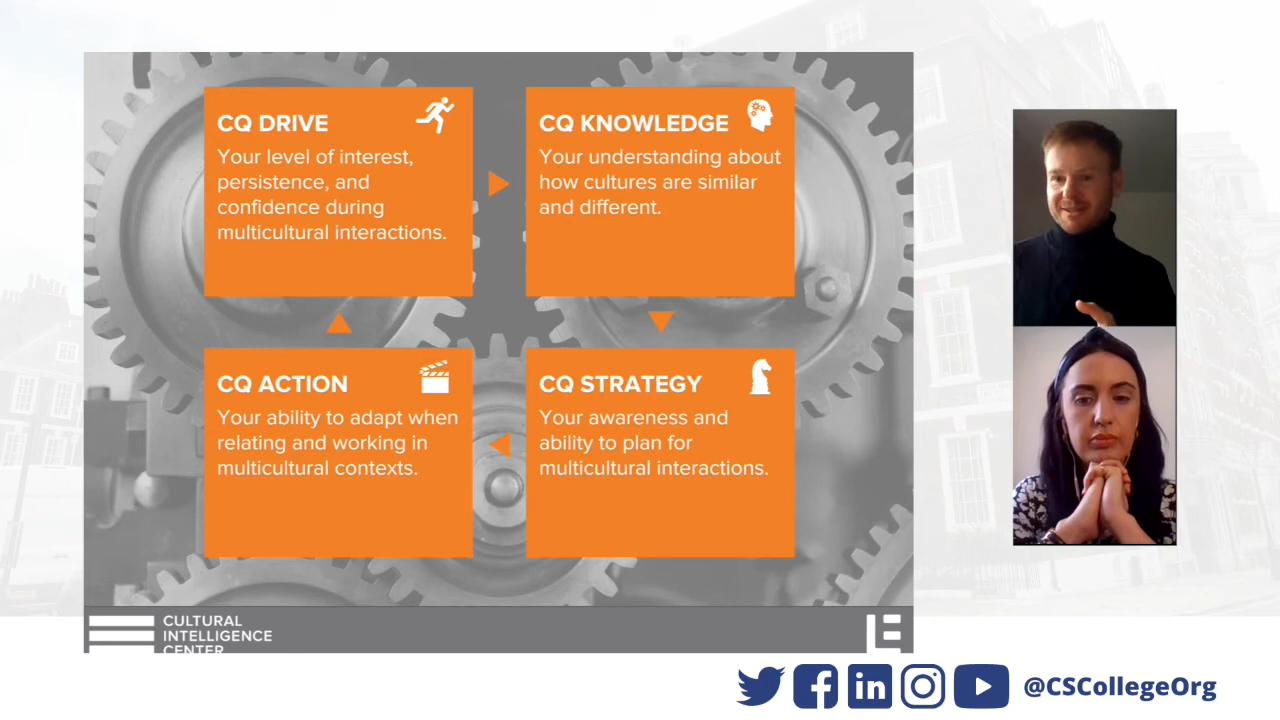 CQ DRIVE
Your level of interest,
persistence, and
confidence during
multicultural interactions.
CQ KNOWLEDGE
Your understanding about
how cultures are similar
and different.
CQ ACTION
Your ability to adapt when
relating and working in
multicultural contexts.
CQ STRATEGY
Your awareness and
ability to plan for
multicultural interactions.
CULTURAL
INTELLIGENCE
CENTER
in
@CSCollegeOrg